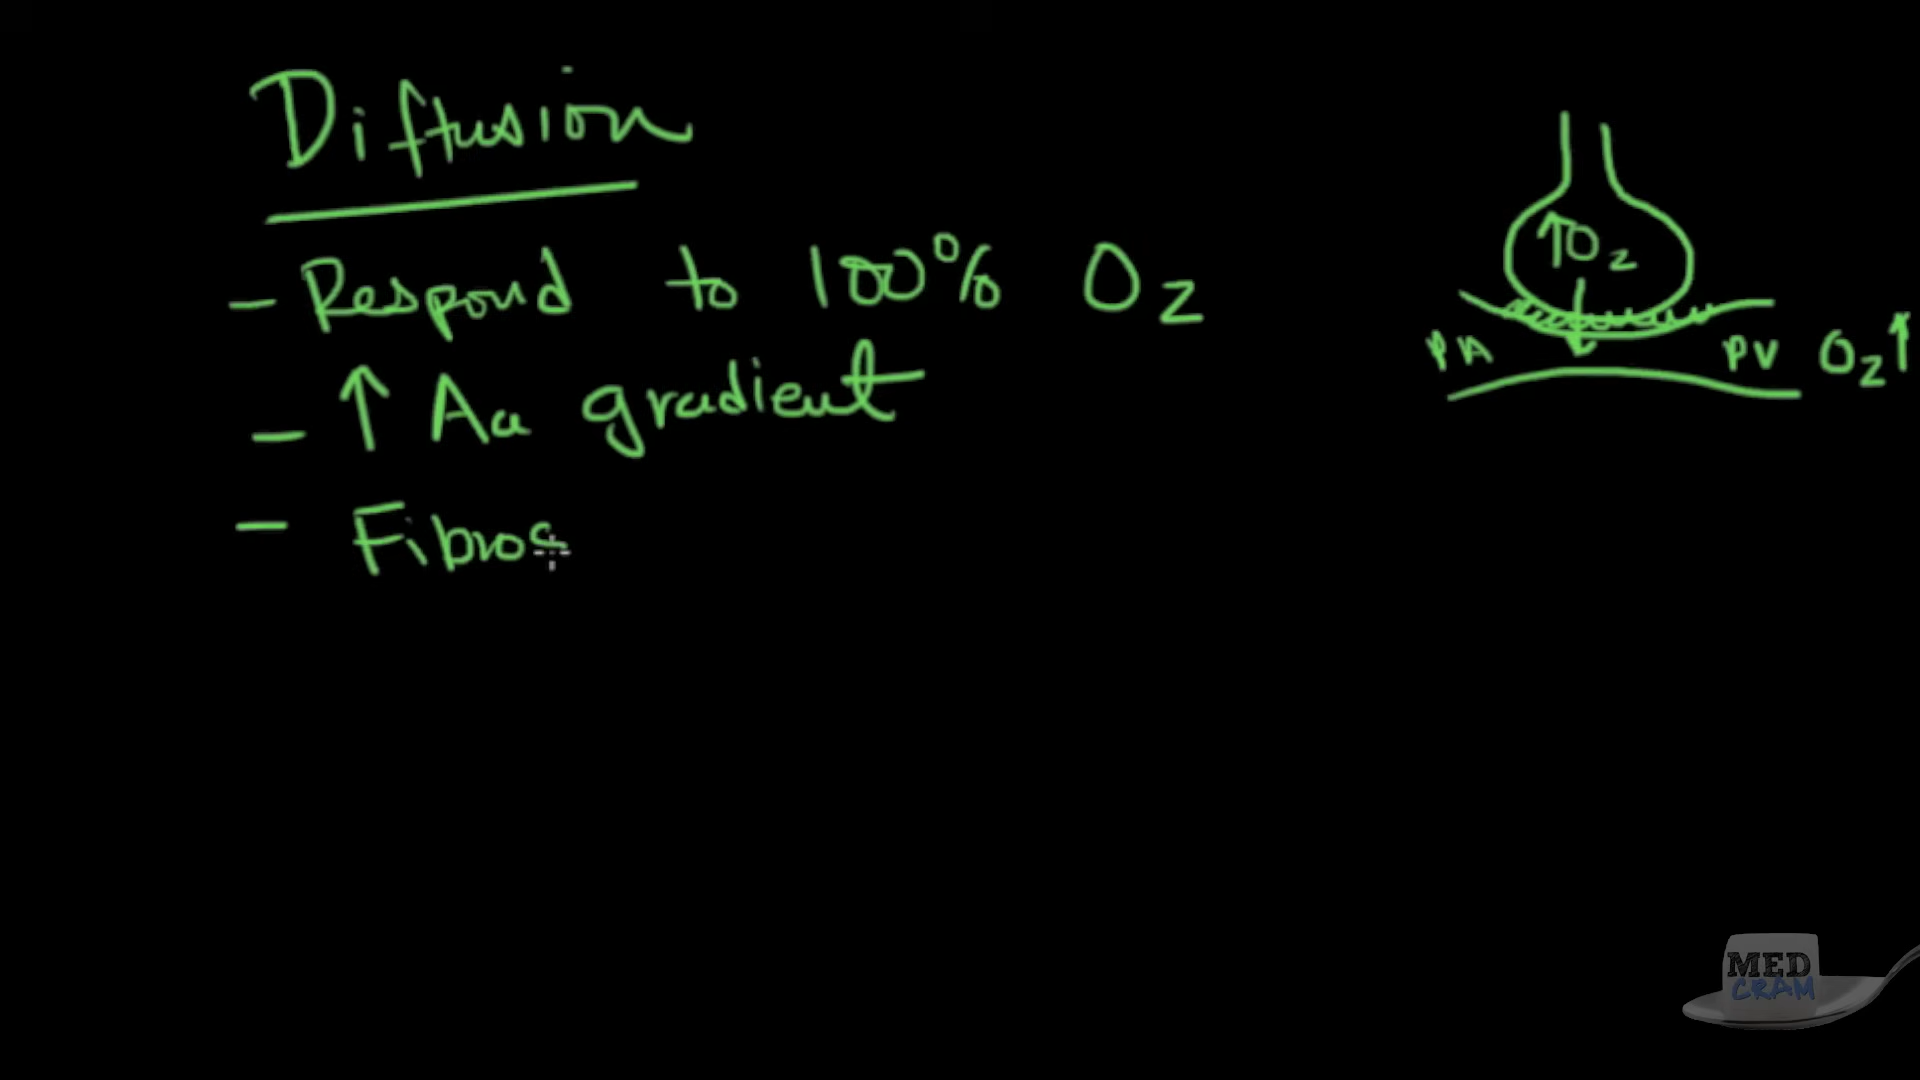 Diffusion
- Respond to 100% O2
- ↑ Aa gradient
- Fibros
↑O2
PA
PV O2↑
MED
CRAM